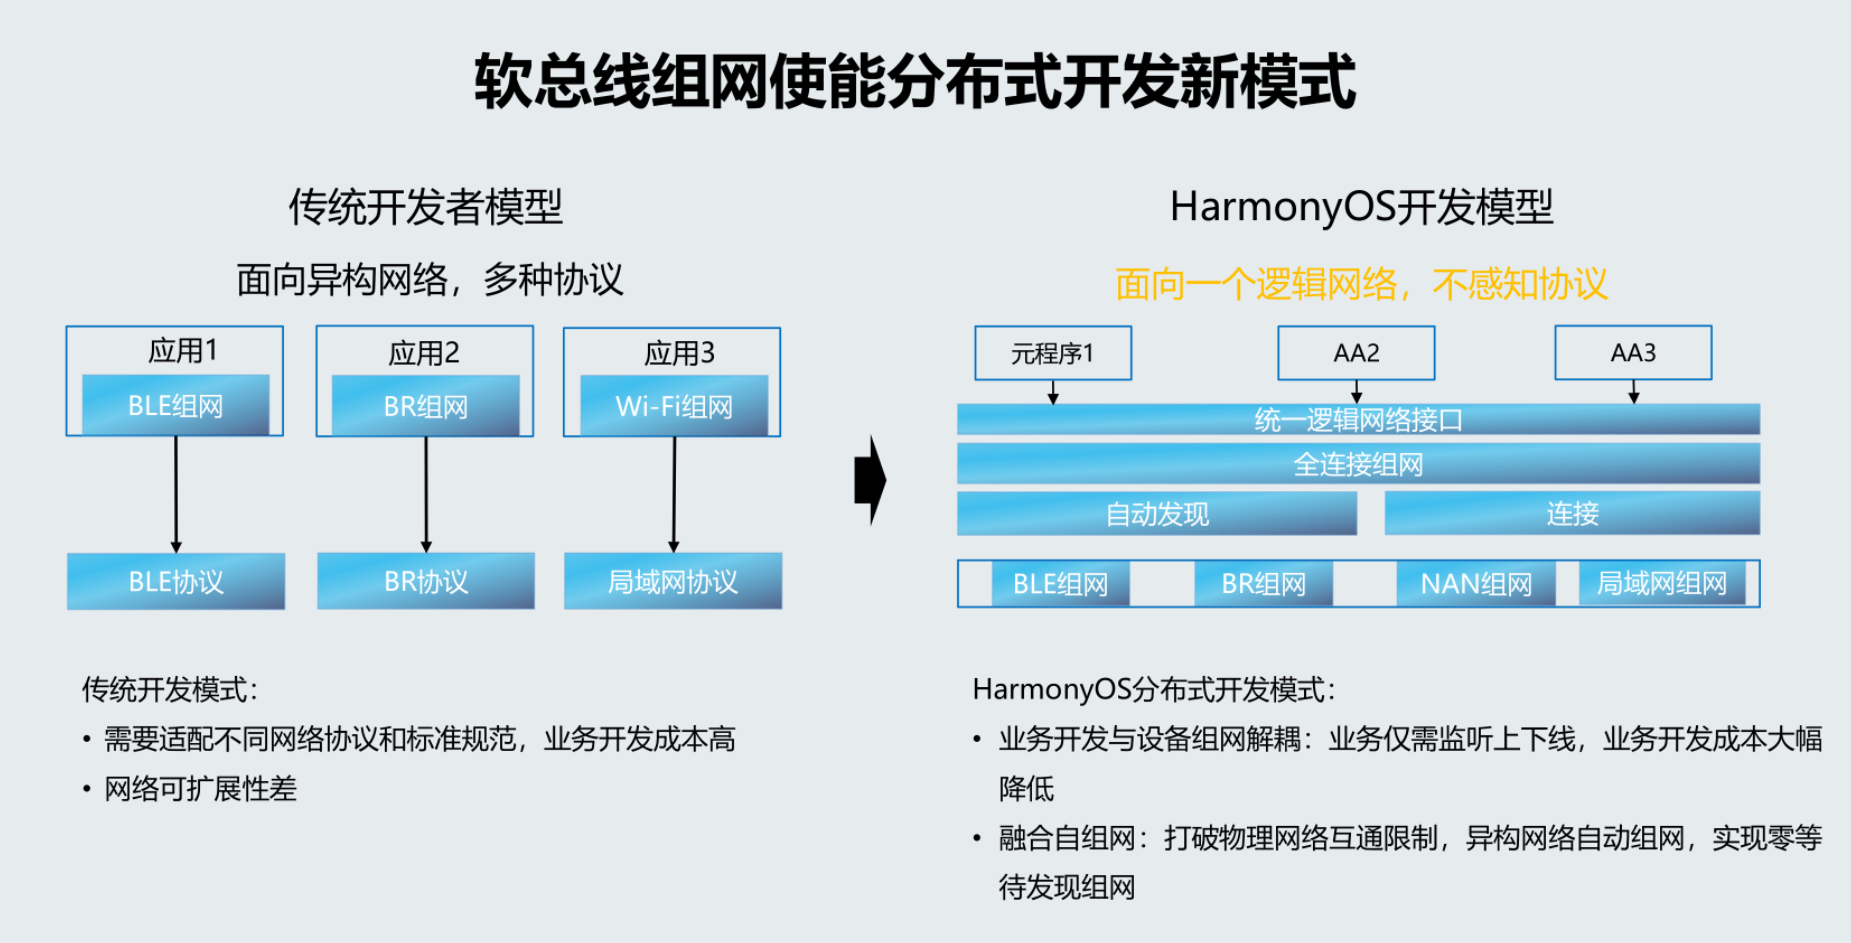 软总线组网使能分布式开发新模式
传统开发者模型
面向异构网络，多种协议
应用1
BLE组网
应用2
BR组网
应用3
Wi-Fi组网
BLE协议
BR协议
局域网协议
传统开发模式：
• 需要适配不同网络协议和标准规范，业务开发成本高
• 网络可扩展性差
HarmonyOS开发模型
面向一个逻辑网络，不感知协议
元程序1
AA2
AA3
统一逻辑网络接口
全连接组网
自动发现
连接
BLE组网
BR组网
NAN组网
局域网组网
HarmonyOS分布式开发模式：
• 业务开发与设备组网解耦：业务仅需监听上下线，业务开发成本大幅
降低
• 融合自组网：打破物理网络互通限制，异构网络自动组网，实现零等
待发现组网